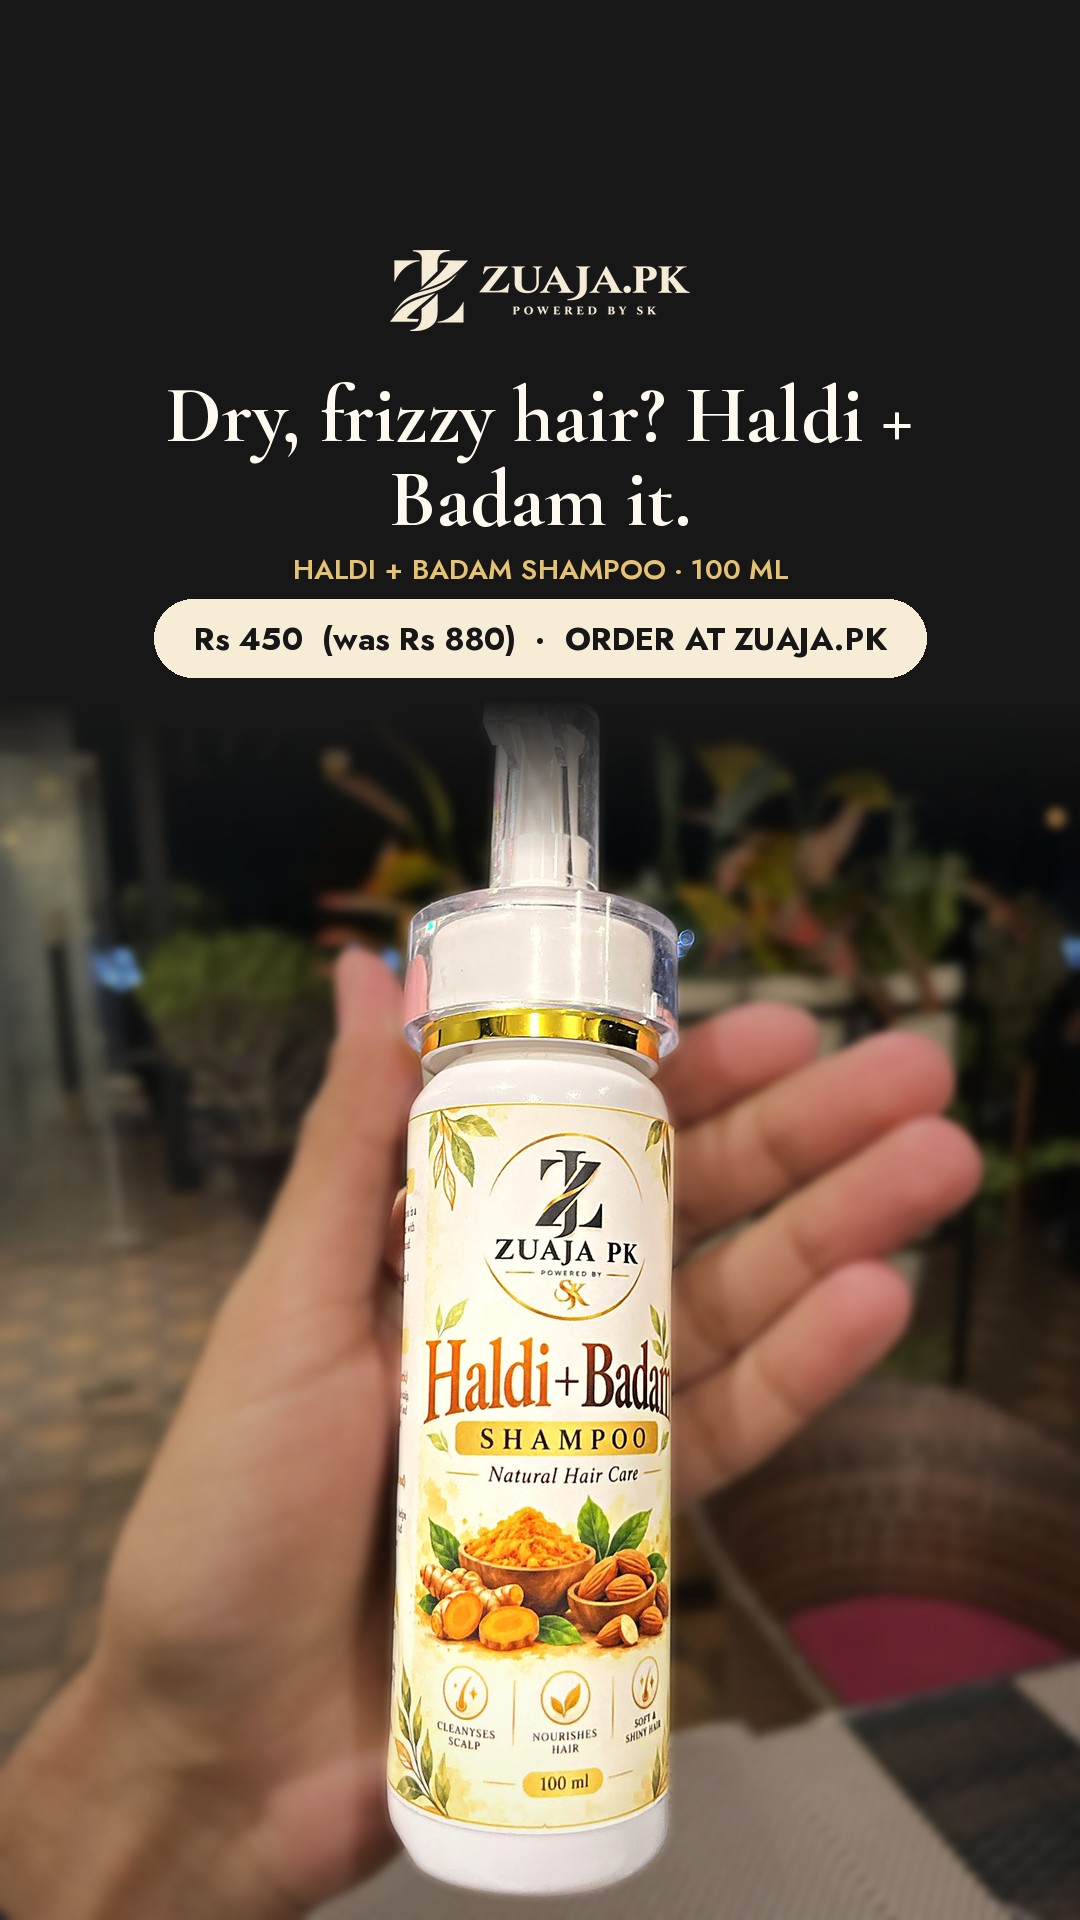 ZUAJA.PK
POWERED BY SK
Dry, frizzy hair? Haldi +
Badam it.
HALDI + BADAM SHAMPOO · 100 ML
Rs 450 (was Rs 880) · ORDER AT ZUAJA.PK
ZUAJA PK
POWERED BY
SK
Haldi+Badam
SHAMPOO
Natural Hair Care
CLEANYSES
SCALP
NOURISHES
HAIR
SOFT &
SHINY HAIR
100 ml